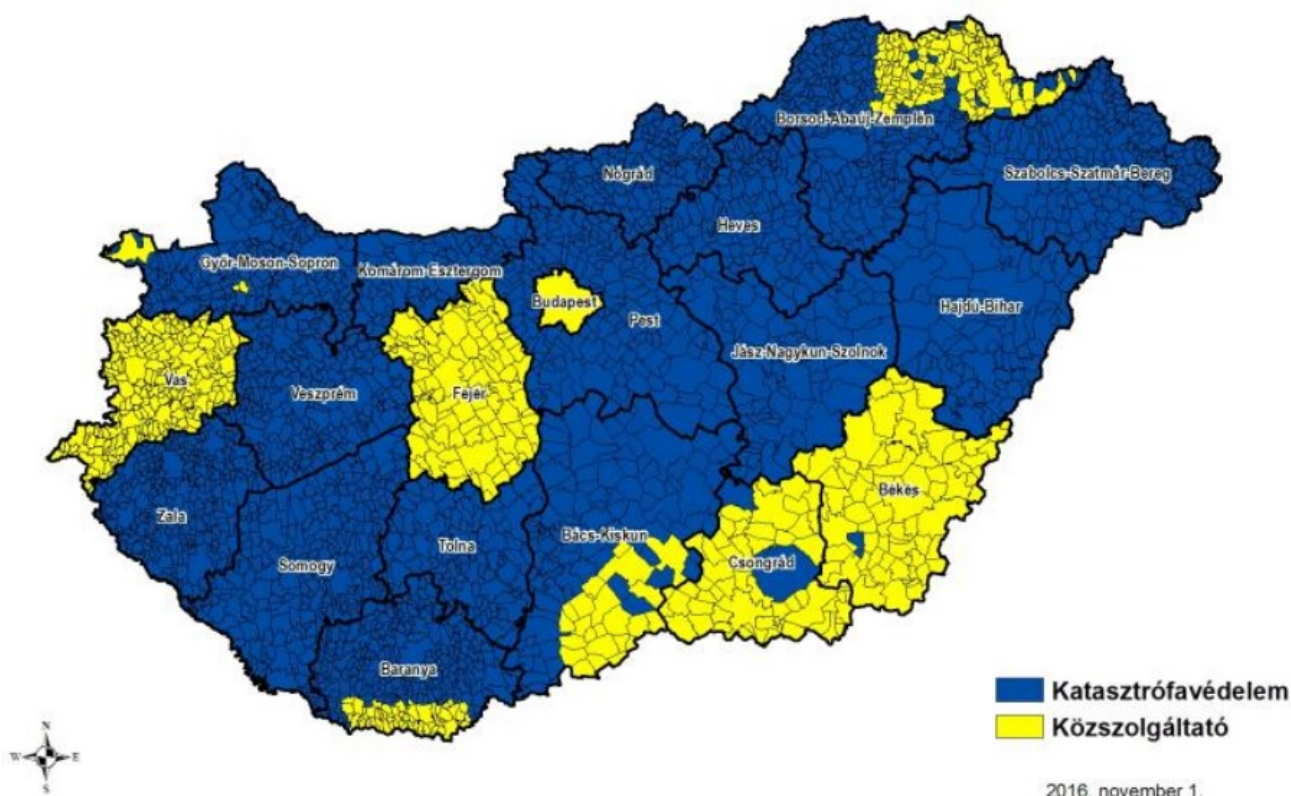 Borsod-Abaúj-Zemplén
Szabolcs-Szatmár-Bereg
Nógrád
Heves
Győr-Moson-Sopron
Komárom-Esztergom
Budapest
Pest
Hajdú-Bihar
Jász-Nagykun-Szolnok
Vas
Veszprém
Fejér
Békés
Zala
Somogy
Tolna
Bács-Kiskun
Csongrád
Baranya
Katasztrófavédelem
Közszolgáltató
N
W E
S
2016. november 1.